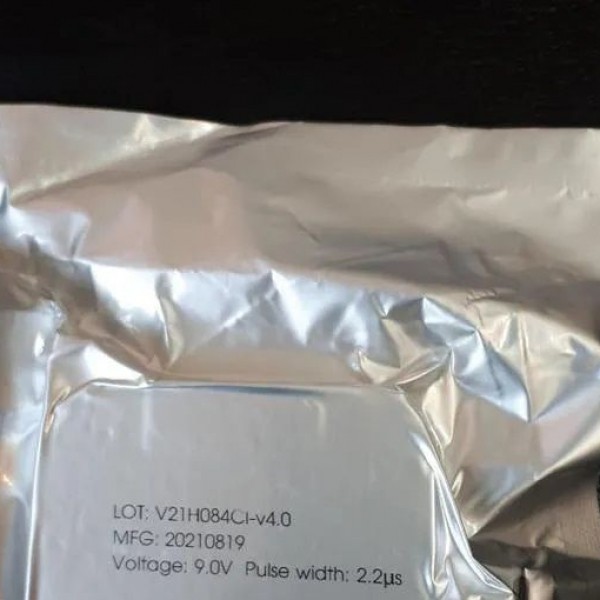 LOT: V21H084CI-v4.0
MFG: 20210819
Voltage: 9.0V Pulse width: 2.2μs